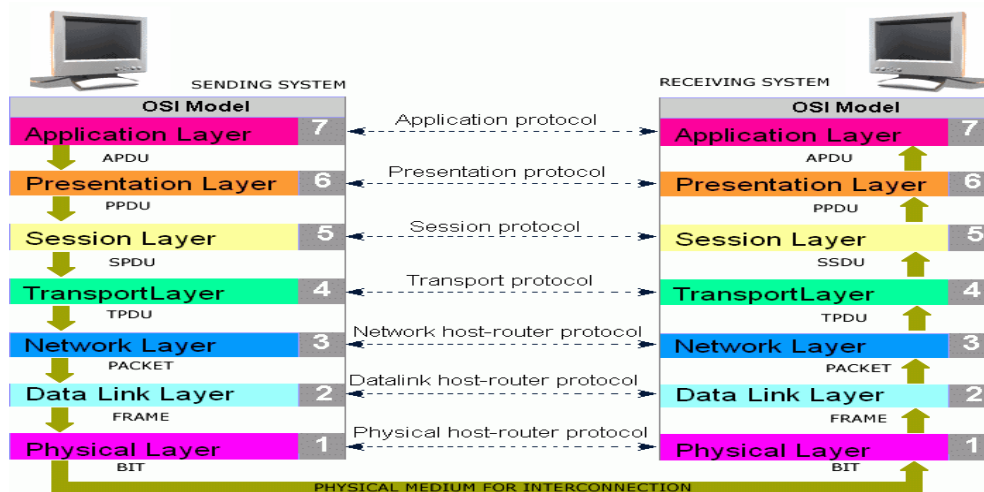 SENDING SYSTEM
RECEIVING SYSTEM
OSI Model
OSI Model
Application Layer 7
Application protocol
Application Layer 7
APDU
APDU
Presentation Layer 6
Presentation protocol
Presentation Layer 6
PPDU
PPDU
Session Layer 5
Session protocol
Session Layer 5
SPDU
SSDU
TransportLayer 4
Transport protocol
TransportLayer 4
TPDU
TPDU
Network Layer 3
Network host-router protocol
Network Layer 3
PACKET
PACKET
Data Link Layer 2
Datalink host-router protocol
Data Link Layer 2
FRAME
FRAME
Physical Layer 1
Physical host-router protocol
Physical Layer 1
BIT
BIT
PHYSICAL MEDIUM FOR INTERCONNECTION